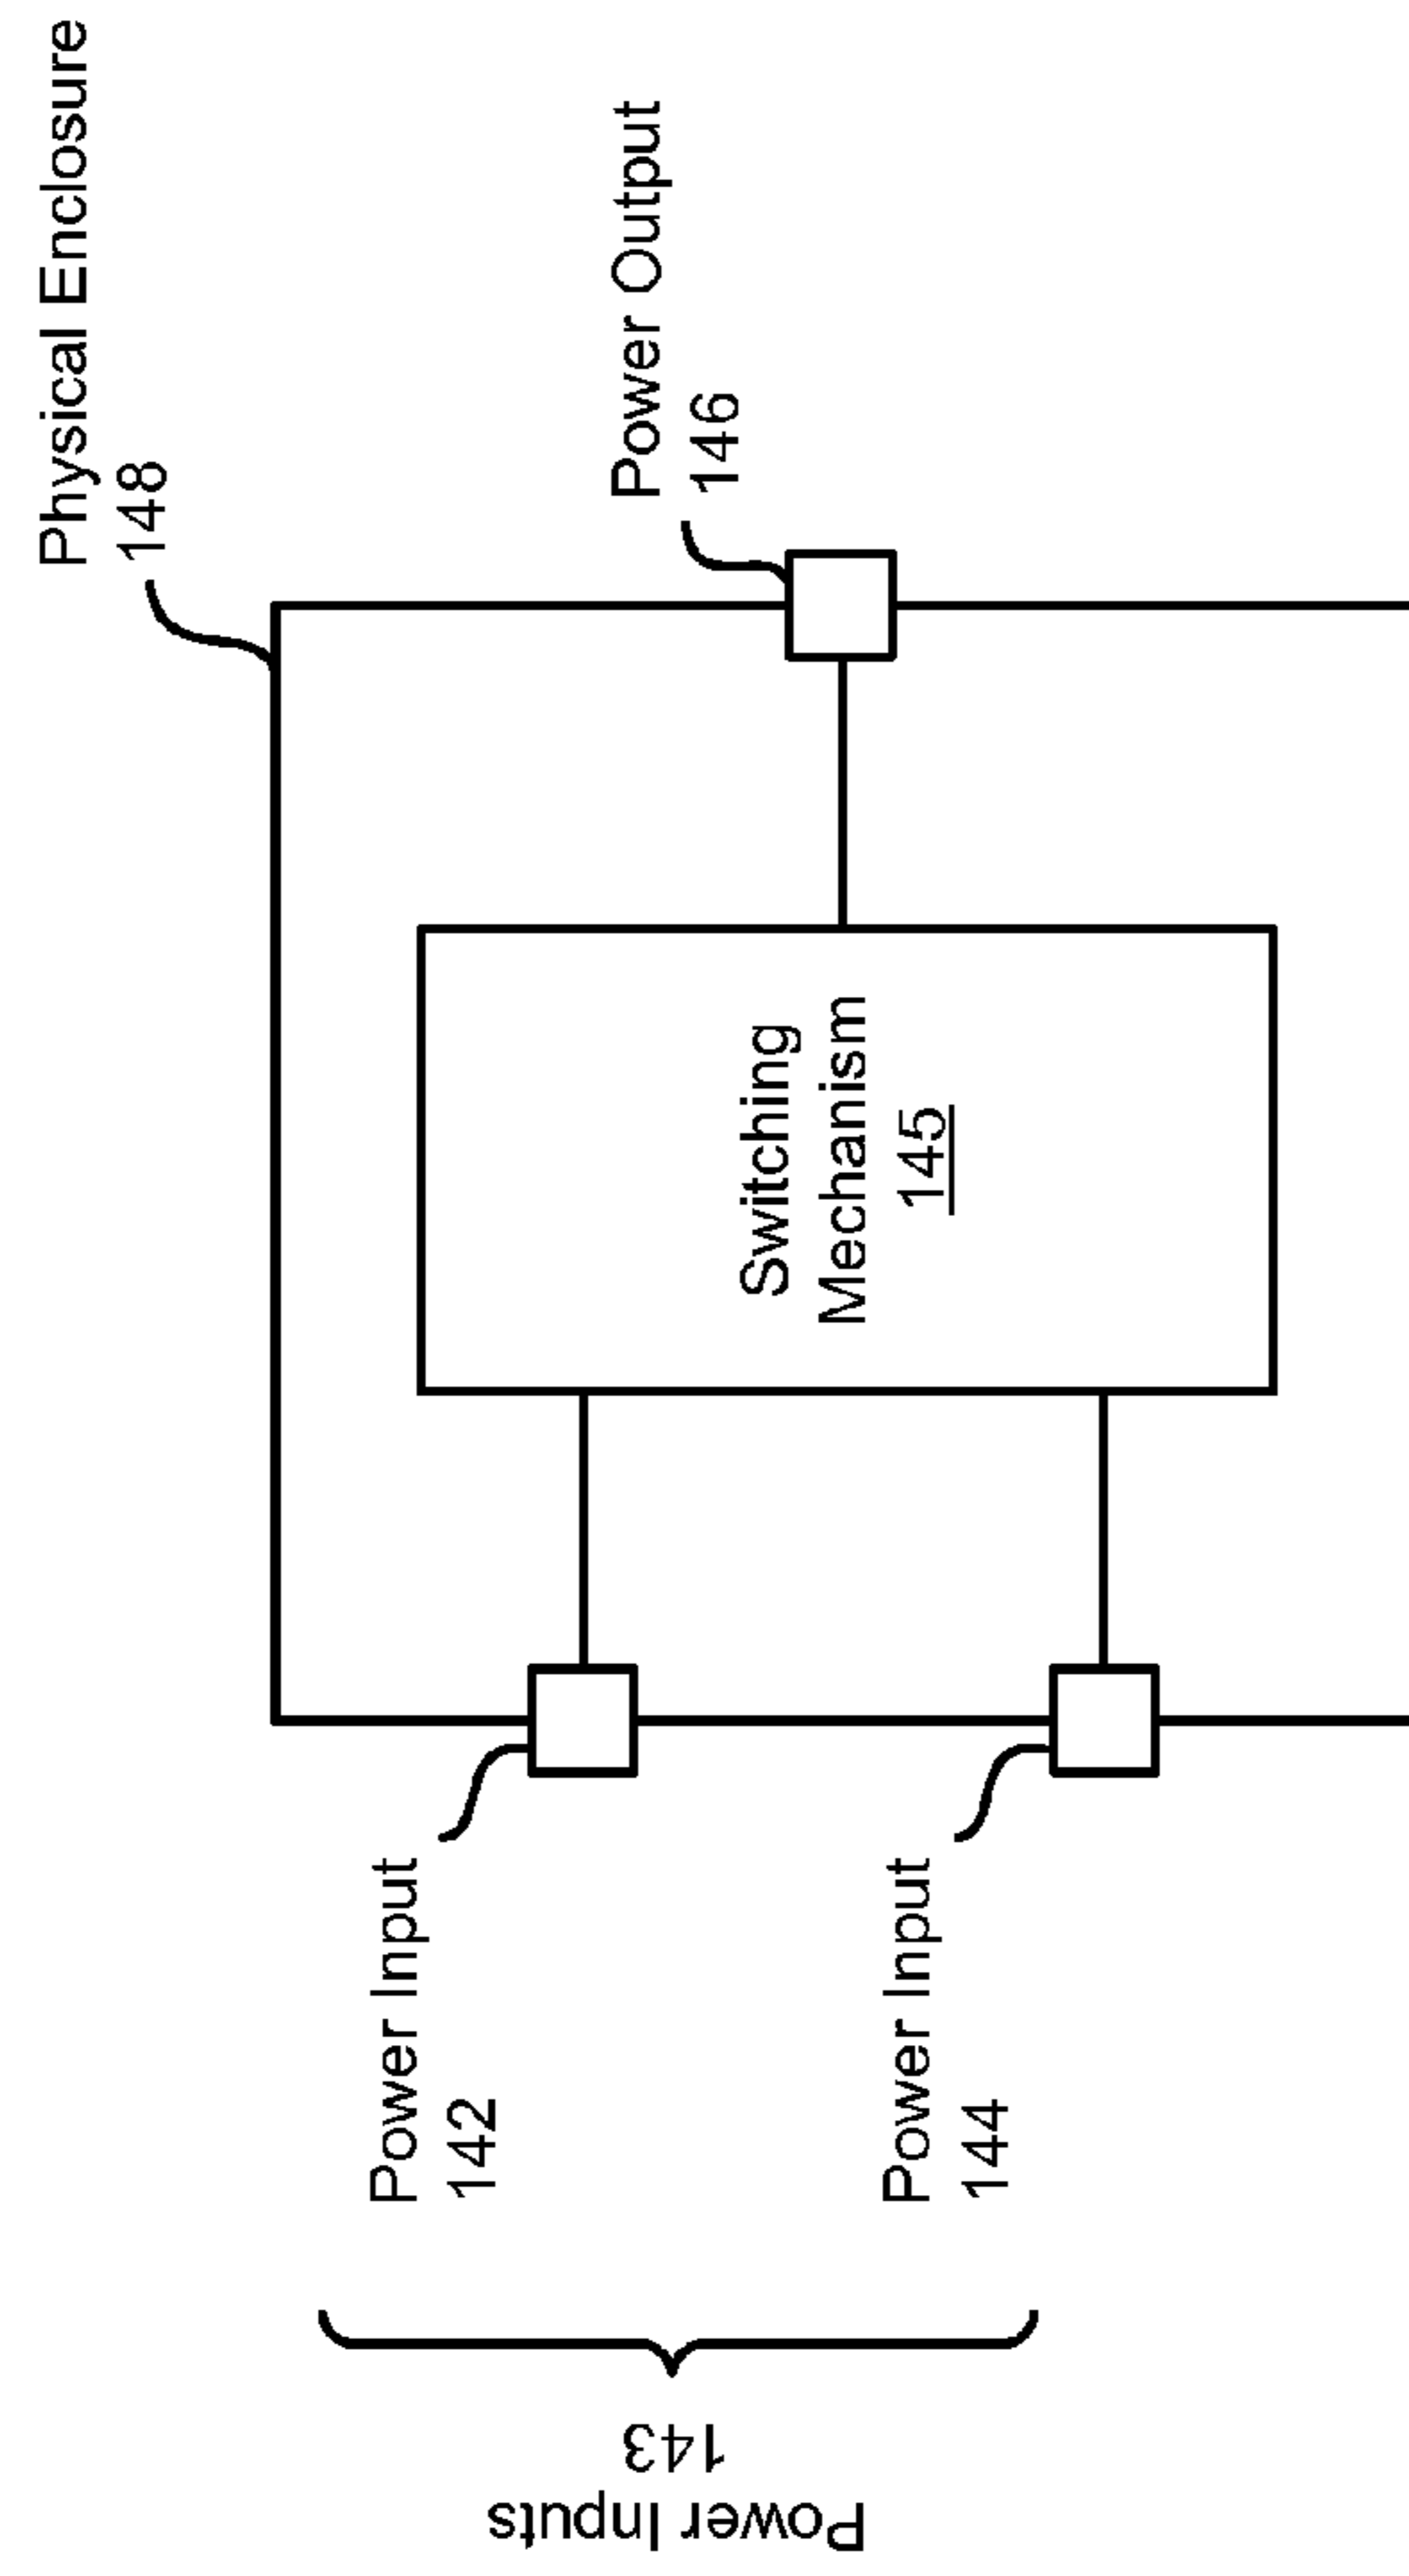 Physical Enclosure
148
Power Output
146
Switching
Mechanism
145
Power Input
142
Power Input
144
Power Inputs
143